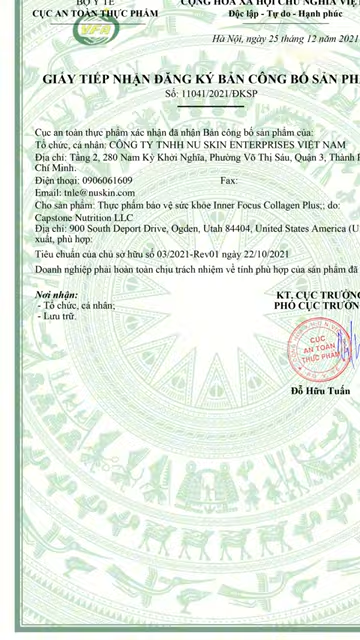 BỘ Y TẾ
CỘNG HÒA XÃ HỘI CHỦ NGHĨA VIỆT
CỤC AN TOÀN THỰC PHẨM
Độc lập - Tự do - Hạnh phúc
VFA
Hà Nội, ngày 25 tháng 12 năm 2021
GIẤY TIẾP NHẬN ĐĂNG KÝ BẢN CÔNG BỐ SẢN PH
Số: 11041/2021/ĐKSP
Cục an toàn thực phẩm xác nhận đã nhận Bản công bố sản phẩm của:
Tổ chức, cá nhân: CÔNG TY TNHH NU SKIN ENTERPRISES VIỆT NAM
Địa chỉ: Tầng 2, 280 Nam Kỳ Khởi Nghĩa, Phường Võ Thị Sáu, Quận 3, Thành
Chí Minh.
Điện thoại: 0906061609 Fax:
Email: tnle@nuskin.com
Cho sản phẩm: Thực phẩm bảo vệ sức khỏe Inner Focus Collagen Plus;; do:
Capstone Nutrition LLC
Địa chỉ: 900 South Deport Drive, Ogden, Utah 84404, United States America (U
xuất, phù hợp:
Tiêu chuẩn của chủ sở hữu số 03/2021-Rev01 ngày 22/10/2021
Doanh nghiệp phải hoàn toàn chịu trách nhiệm về tính phù hợp của sản phẩm đã
Nơi nhận:
- Tổ chức, cá nhân;
- Lưu trữ.
KT. CỤC TRƯỞNG
PHÓ CỤC TRƯỞN
CỤC
AN TOÀN
THỰC PHẨM
Đỗ Hữu Tuấn